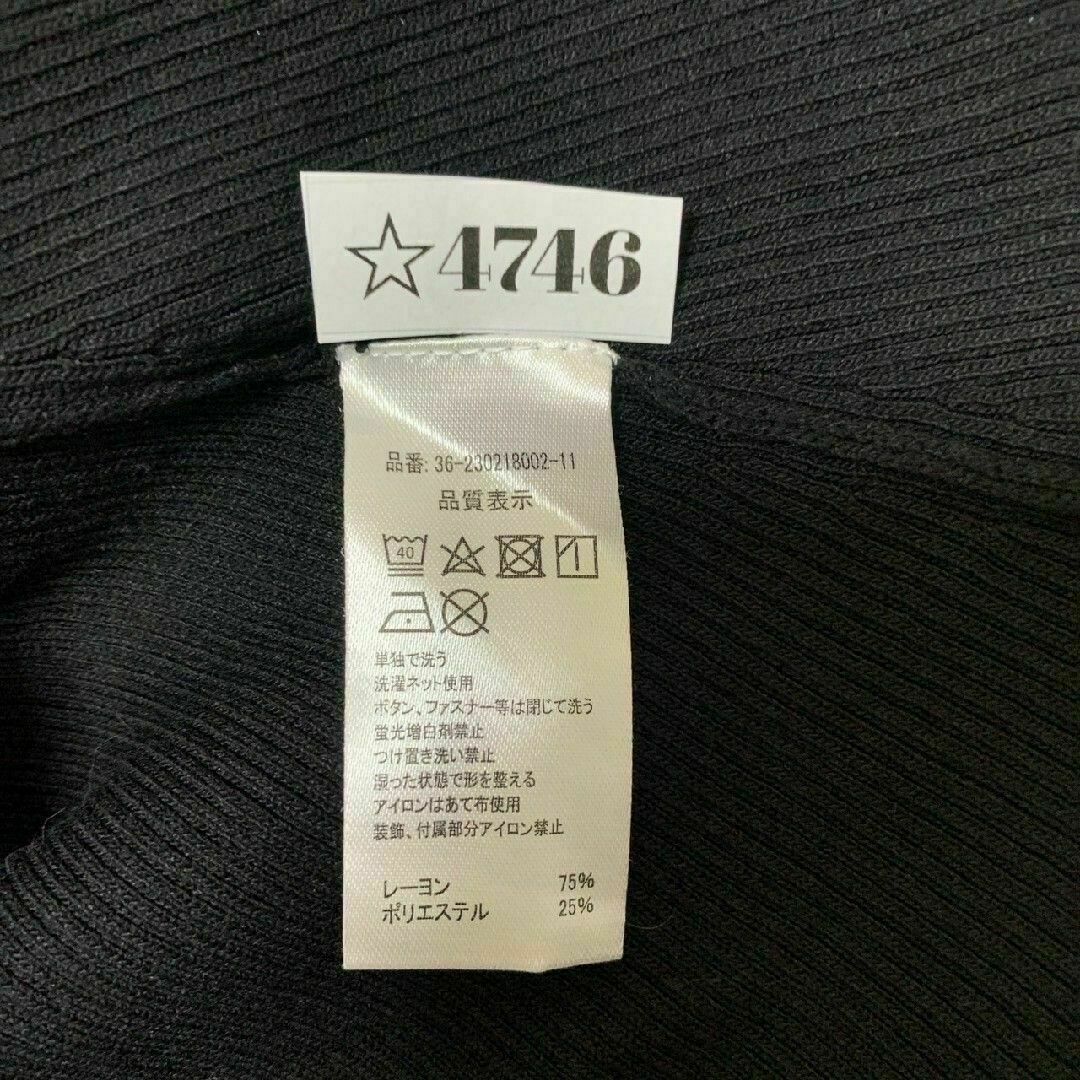 ☆4746
品番: 36-230218002-11
品質表示
40
単独で洗う
洗濯ネット使用
ボタン、ファスナー等は閉じて洗う
蛍光増白剤禁止
つけ置き洗い禁止
湿った状態で形を整える
アイロンはあて布使用
装飾、付属部分アイロン禁止
レーヨン 75%
ポリエステル 25%